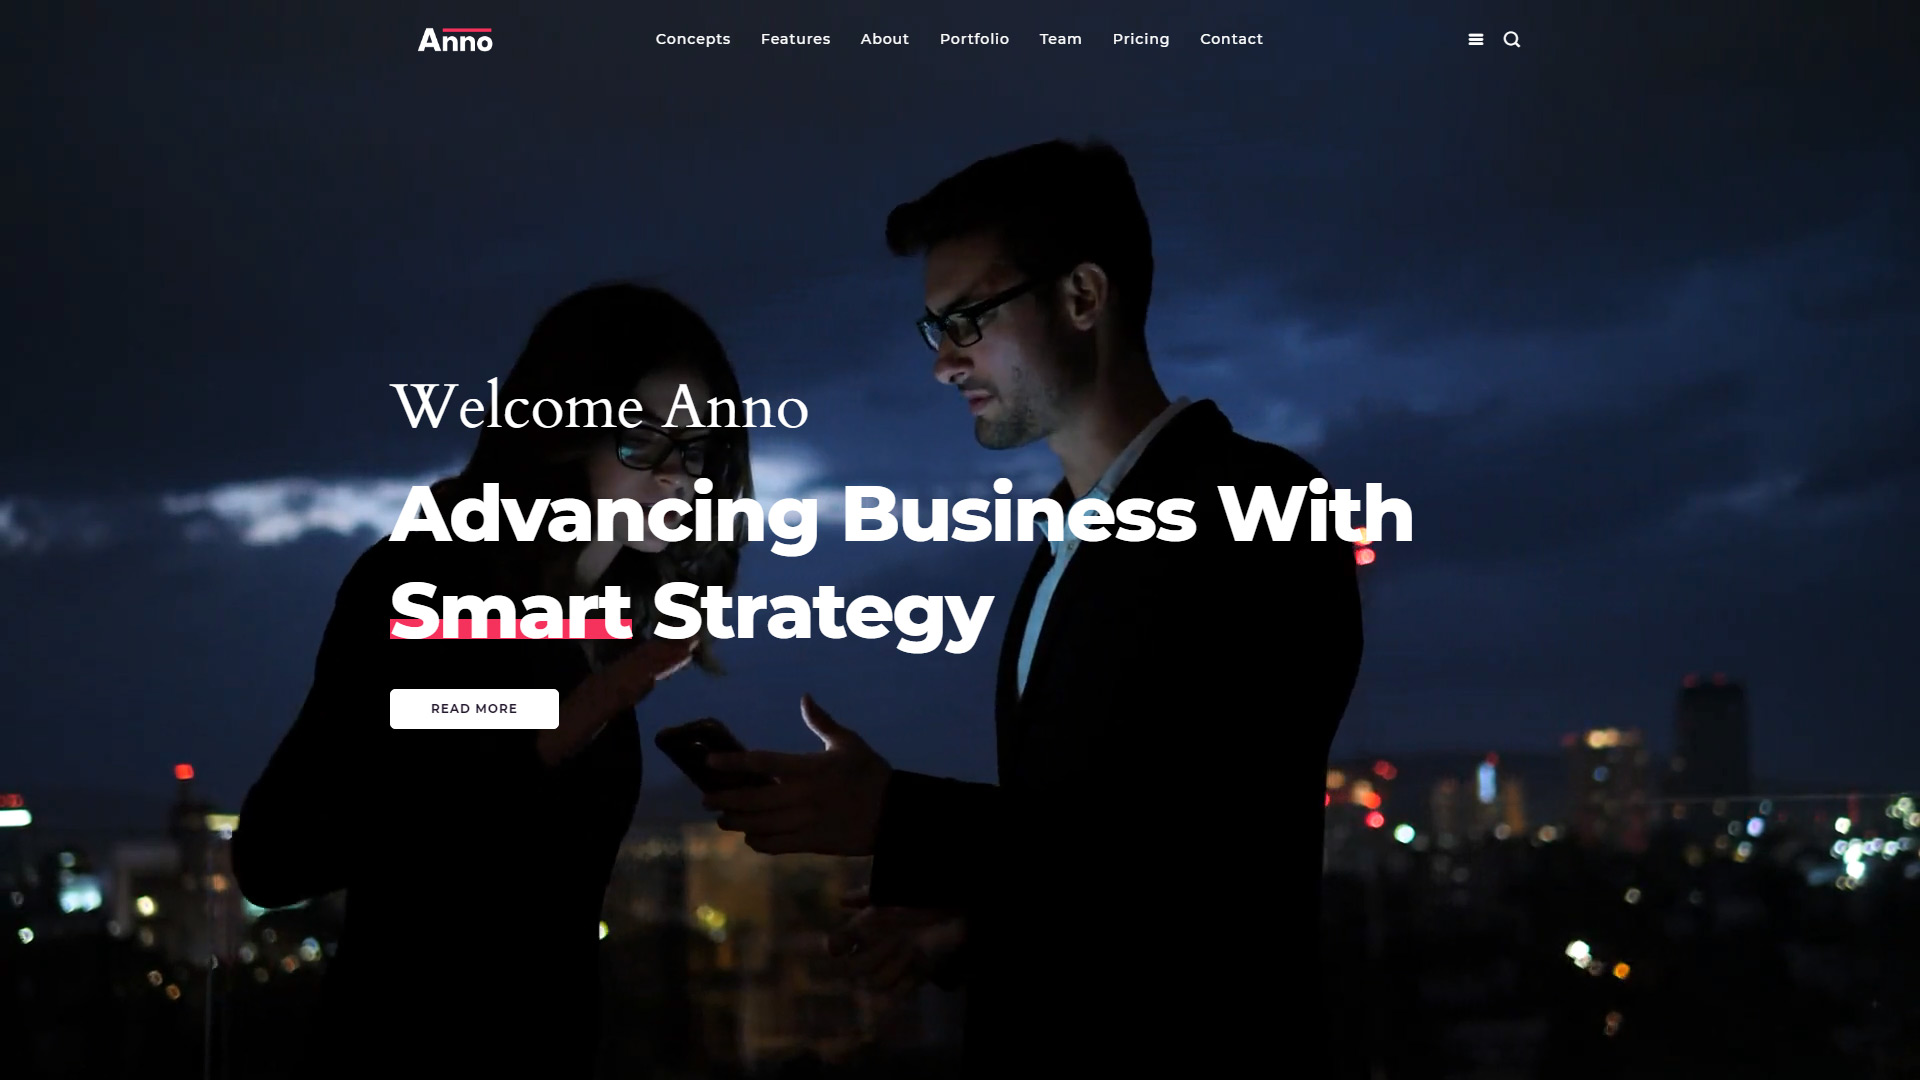 Anno
Concepts Features About Portfolio Team Pricing Contact
Welcome Anno
Advancing Business With
Smart Strategy
READ MORE